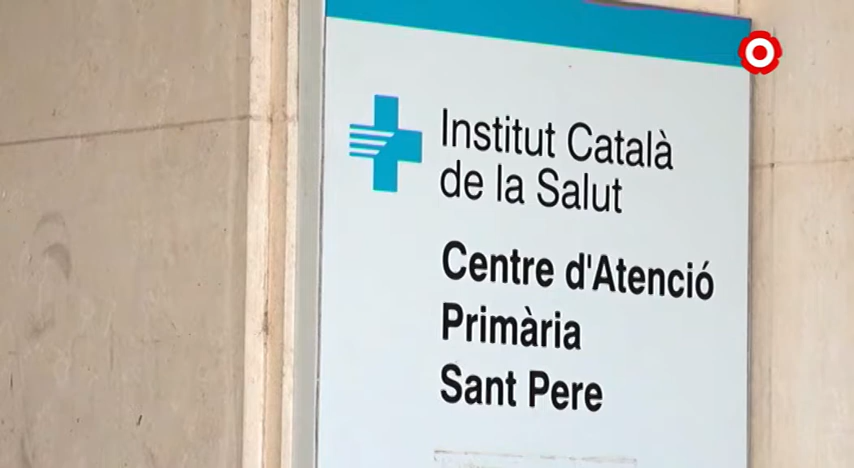 Institut Català
de la Salut
Centre d'Atenció
Primària
Sant Pere